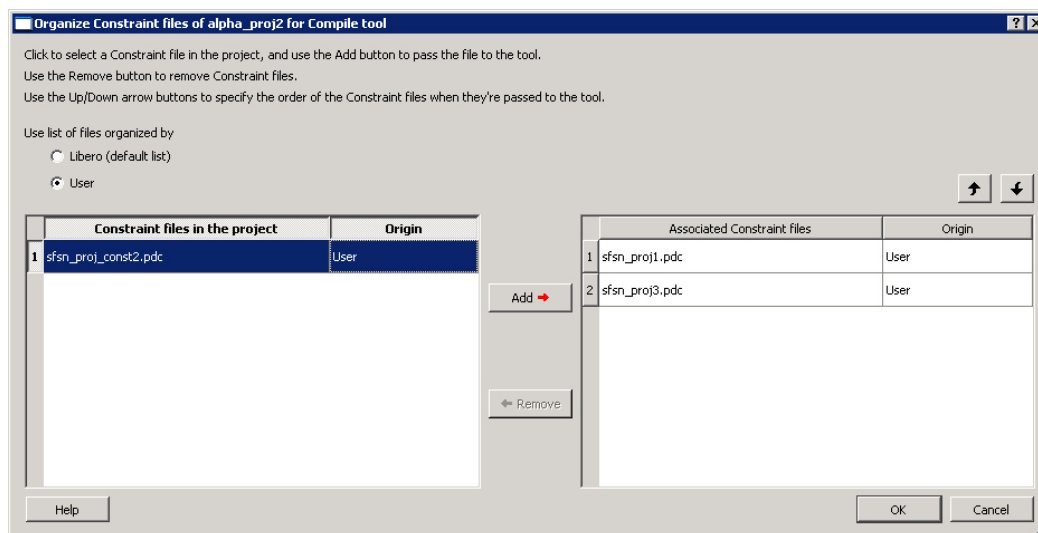 Organize Constraint files of alpha_proj2 for Compile tool
Click to select a Constraint file in the project, and use the Add button to pass the file to the tool.
Use the Remove button to remove Constraint files.
Use the Up/Down arrow buttons to specify the order of the Constraint files when they're passed to the tool.
Use list of files organized by
Libero (default list)
User
Constraint files in the project Origin
1 sfsn_proj_const2.pdc User
Add
Remove
Associated Constraint files Origin
1 sfsn_proj1.pdc User
2 sfsn_proj3.pdc User
Help
OK
Cancel